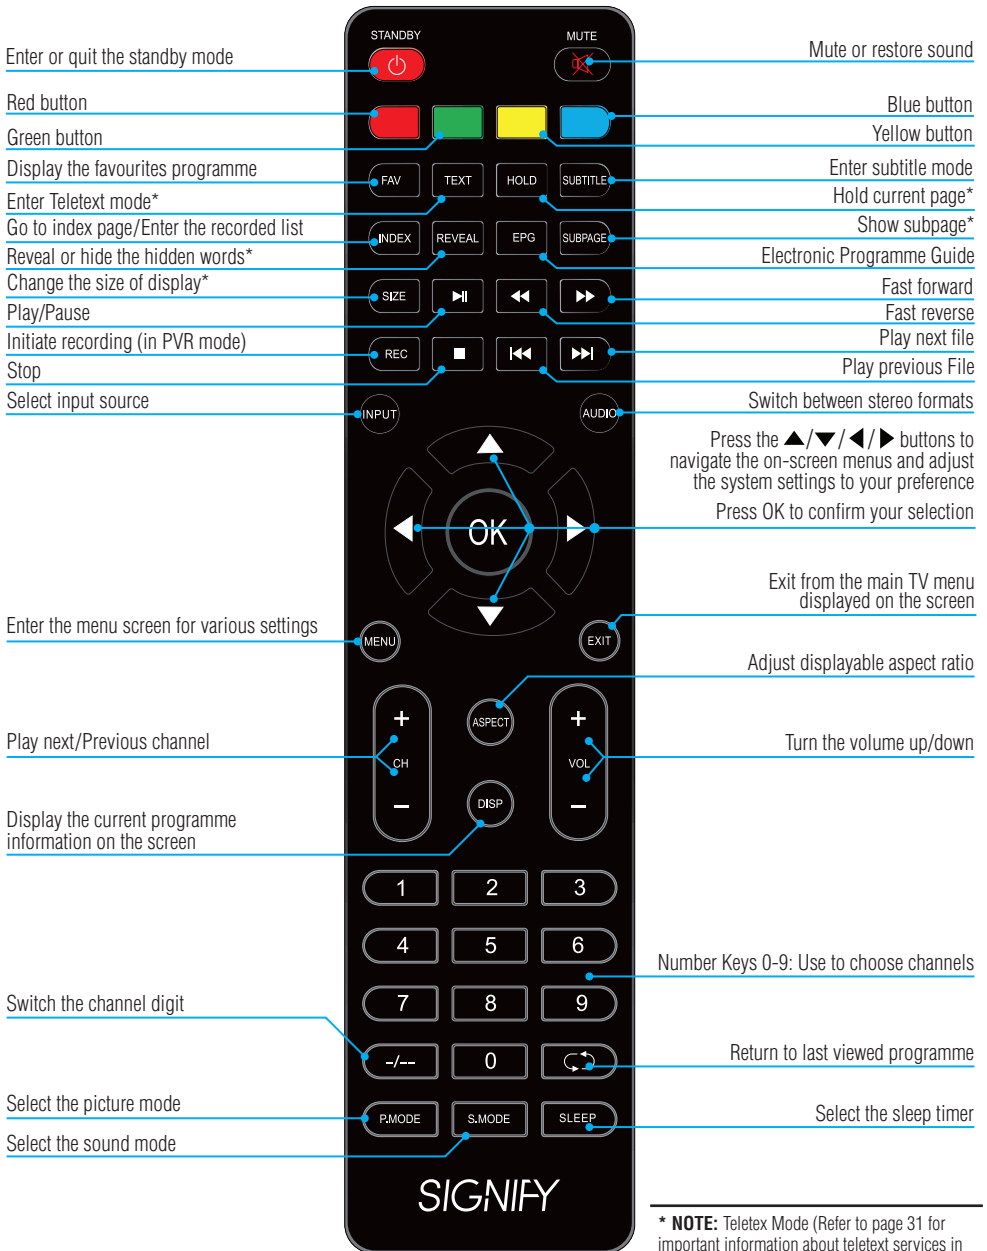 STANDBY
MUTE
Enter or quit the standby mode
Mute or restore sound
Red button
Blue button
Green button
Yellow button
Display the favourites programme
Enter subtitle mode
FAV
TEXT
HOLD
SUBTITLE
Enter Teletext mode*
Hold current page*
Go to index page/Enter the recorded list
Show subpage*
INDEX
REVEAL
EPG
SUBPAGE
Reveal or hide the hidden words*
Electronic Programme Guide
Change the size of display*
Fast forward
SIZE
Play/Pause
Fast reverse
Initiate recording (in PVR mode)
Play next file
REC
Stop
Play previous File
Select input source
Switch between stereo formats
INPUT
AUDIO
Press the ▲/▼/◀/▶ buttons to
navigate the on-screen menus and adjust
the system settings to your preference
Press OK to confirm your selection
OK
Exit from the main TV menu
displayed on the screen
Enter the menu screen for various settings
MENU
EXIT
Adjust displayable aspect ratio
+
ASPECT
+
Play next/Previous channel
Turn the volume up/down
CH
VOL
–
DISP
–
Display the current programme
information on the screen
1
2
3
4
5
6
Number Keys 0-9: Use to choose channels
Switch the channel digit
7
8
9
-/--
0
Return to last viewed programme
Select the picture mode
Select the sleep timer
P.MODE
S.MODE
SLEEP
Select the sound mode
SIGNIFY
* NOTE: Teletex Mode (Refer to page 31 for
important information about teletext services in